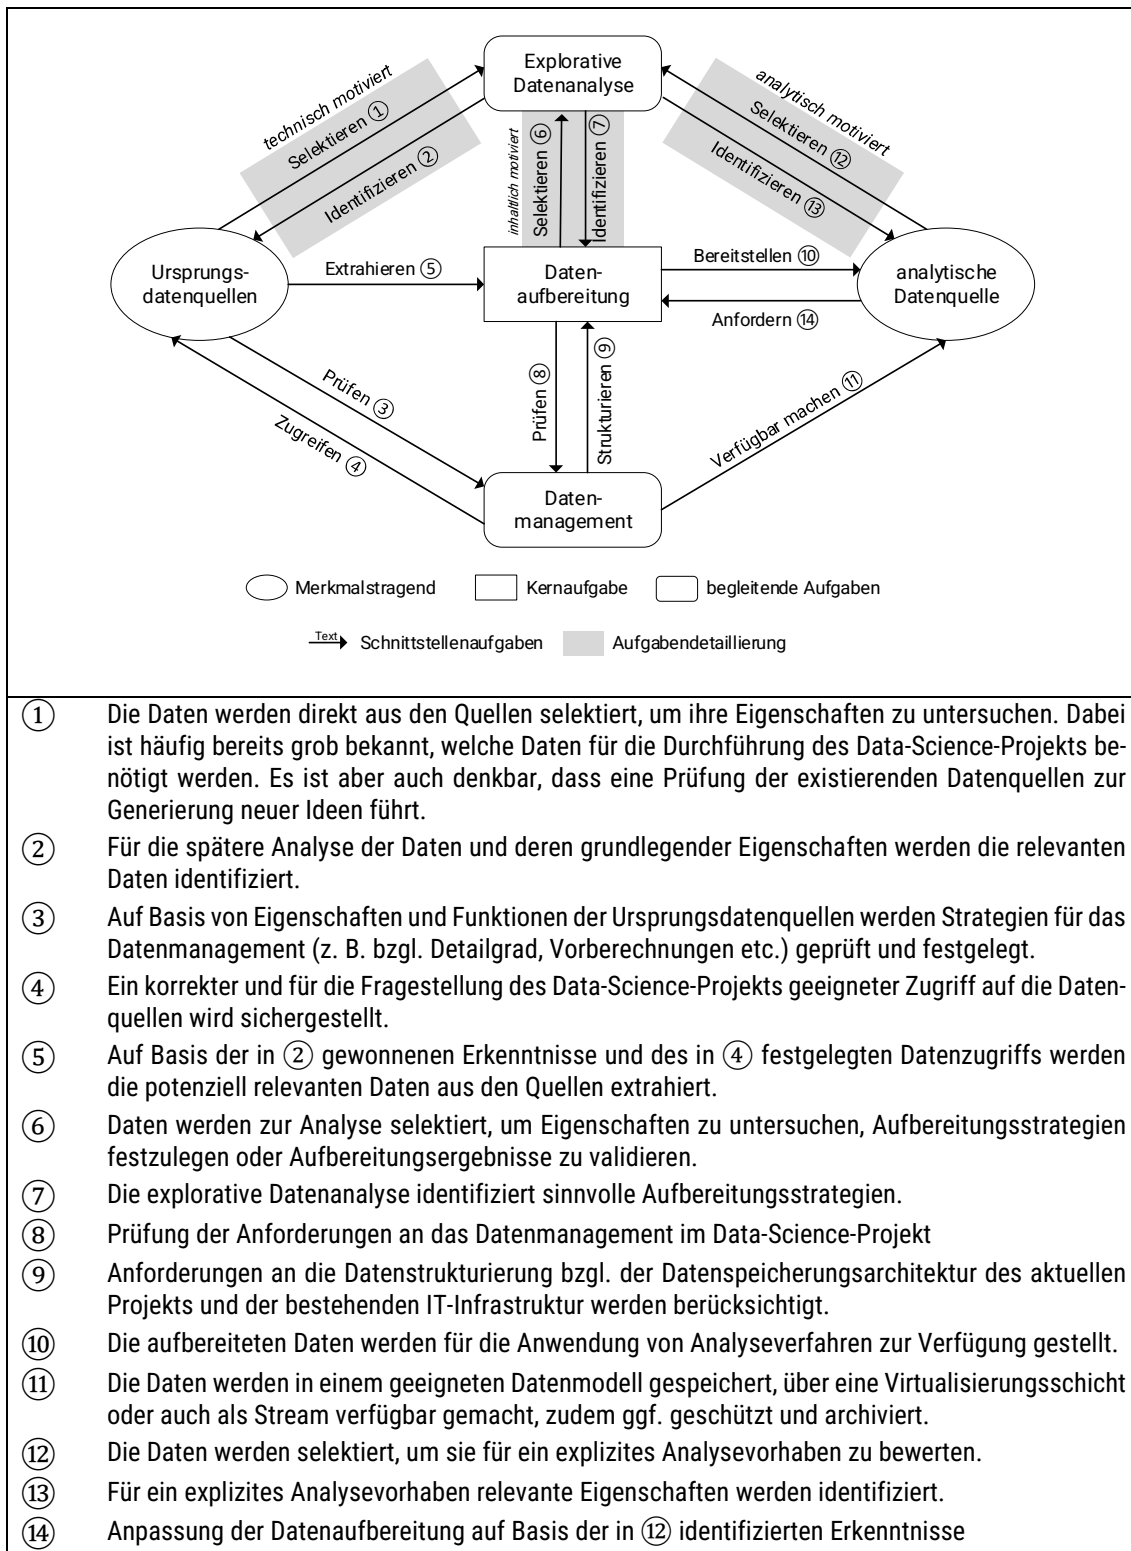 Explorative
Datenanalyse
technisch motiviert
Selektieren ①
Identifizieren ②
inhaltlich motiviert
Selektieren ⑥
Identifizieren ⑦
analytisch motiviert
Selektieren ⑫
Identifizieren ⑬
Ursprungs-
datenquellen
Extrahieren ⑤
Daten-
aufbereitung
Bereitstellen ⑩
Anfordern ⑭
analytische
Datenquelle
Prüfen ③
Zugreifen ④
Prüfen ⑧
Strukturieren ⑨
Verfügbar machen ⑪
Daten-
management
Merkmalstragend
Kernaufgabe
begleitende Aufgaben
Text
Schnittstellenaufgaben
Aufgabendetaillierung
① Die Daten werden direkt aus den Quellen selektiert, um ihre Eigenschaften zu untersuchen. Dabei
ist häufig bereits grob bekannt, welche Daten für die Durchführung des Data-Science-Projekts be-
nötigt werden. Es ist aber auch denkbar, dass eine Prüfung der existierenden Datenquellen zur
Generierung neuer Ideen führt.
② Für die spätere Analyse der Daten und deren grundlegender Eigenschaften werden die relevanten
Daten identifiziert.
③ Auf Basis von Eigenschaften und Funktionen der Ursprungsdatenquellen werden Strategien für das
Datenmanagement (z. B. bzgl. Detailgrad, Vorberechnungen etc.) geprüft und festgelegt.
④ Ein korrekter und für die Fragestellung des Data-Science-Projekts geeigneter Zugriff auf die Daten-
quellen wird sichergestellt.
⑤ Auf Basis der in ② gewonnenen Erkenntnisse und des in ④ festgelegten Datenzugriffs werden
die potenziell relevanten Daten aus den Quellen extrahiert.
⑥ Daten werden zur Analyse selektiert, um Eigenschaften zu untersuchen, Aufbereitungsstrategien
festzulegen oder Aufbereitungsergebnisse zu validieren.
⑦ Die explorative Datenanalyse identifiziert sinnvolle Aufbereitungsstrategien.
⑧ Prüfung der Anforderungen an das Datenmanagement im Data-Science-Projekt
⑨ Anforderungen an die Datenstrukturierung bzgl. der Datenspeicherungsarchitektur des aktuellen
Projekts und der bestehenden IT-Infrastruktur werden berücksichtigt.
⑩ Die aufbereiteten Daten werden für die Anwendung von Analyseverfahren zur Verfügung gestellt.
⑪ Die Daten werden in einem geeigneten Datenmodell gespeichert, über eine Virtualisierungsschicht
oder auch als Stream verfügbar gemacht, zudem ggf. geschützt und archiviert.
⑫ Die Daten werden selektiert, um sie für ein explizites Analysevorhaben zu bewerten.
⑬ Für ein explizites Analysevorhaben relevante Eigenschaften werden identifiziert.
⑭ Anpassung der Datenaufbereitung auf Basis der in ⑫ identifizierten Erkenntnisse